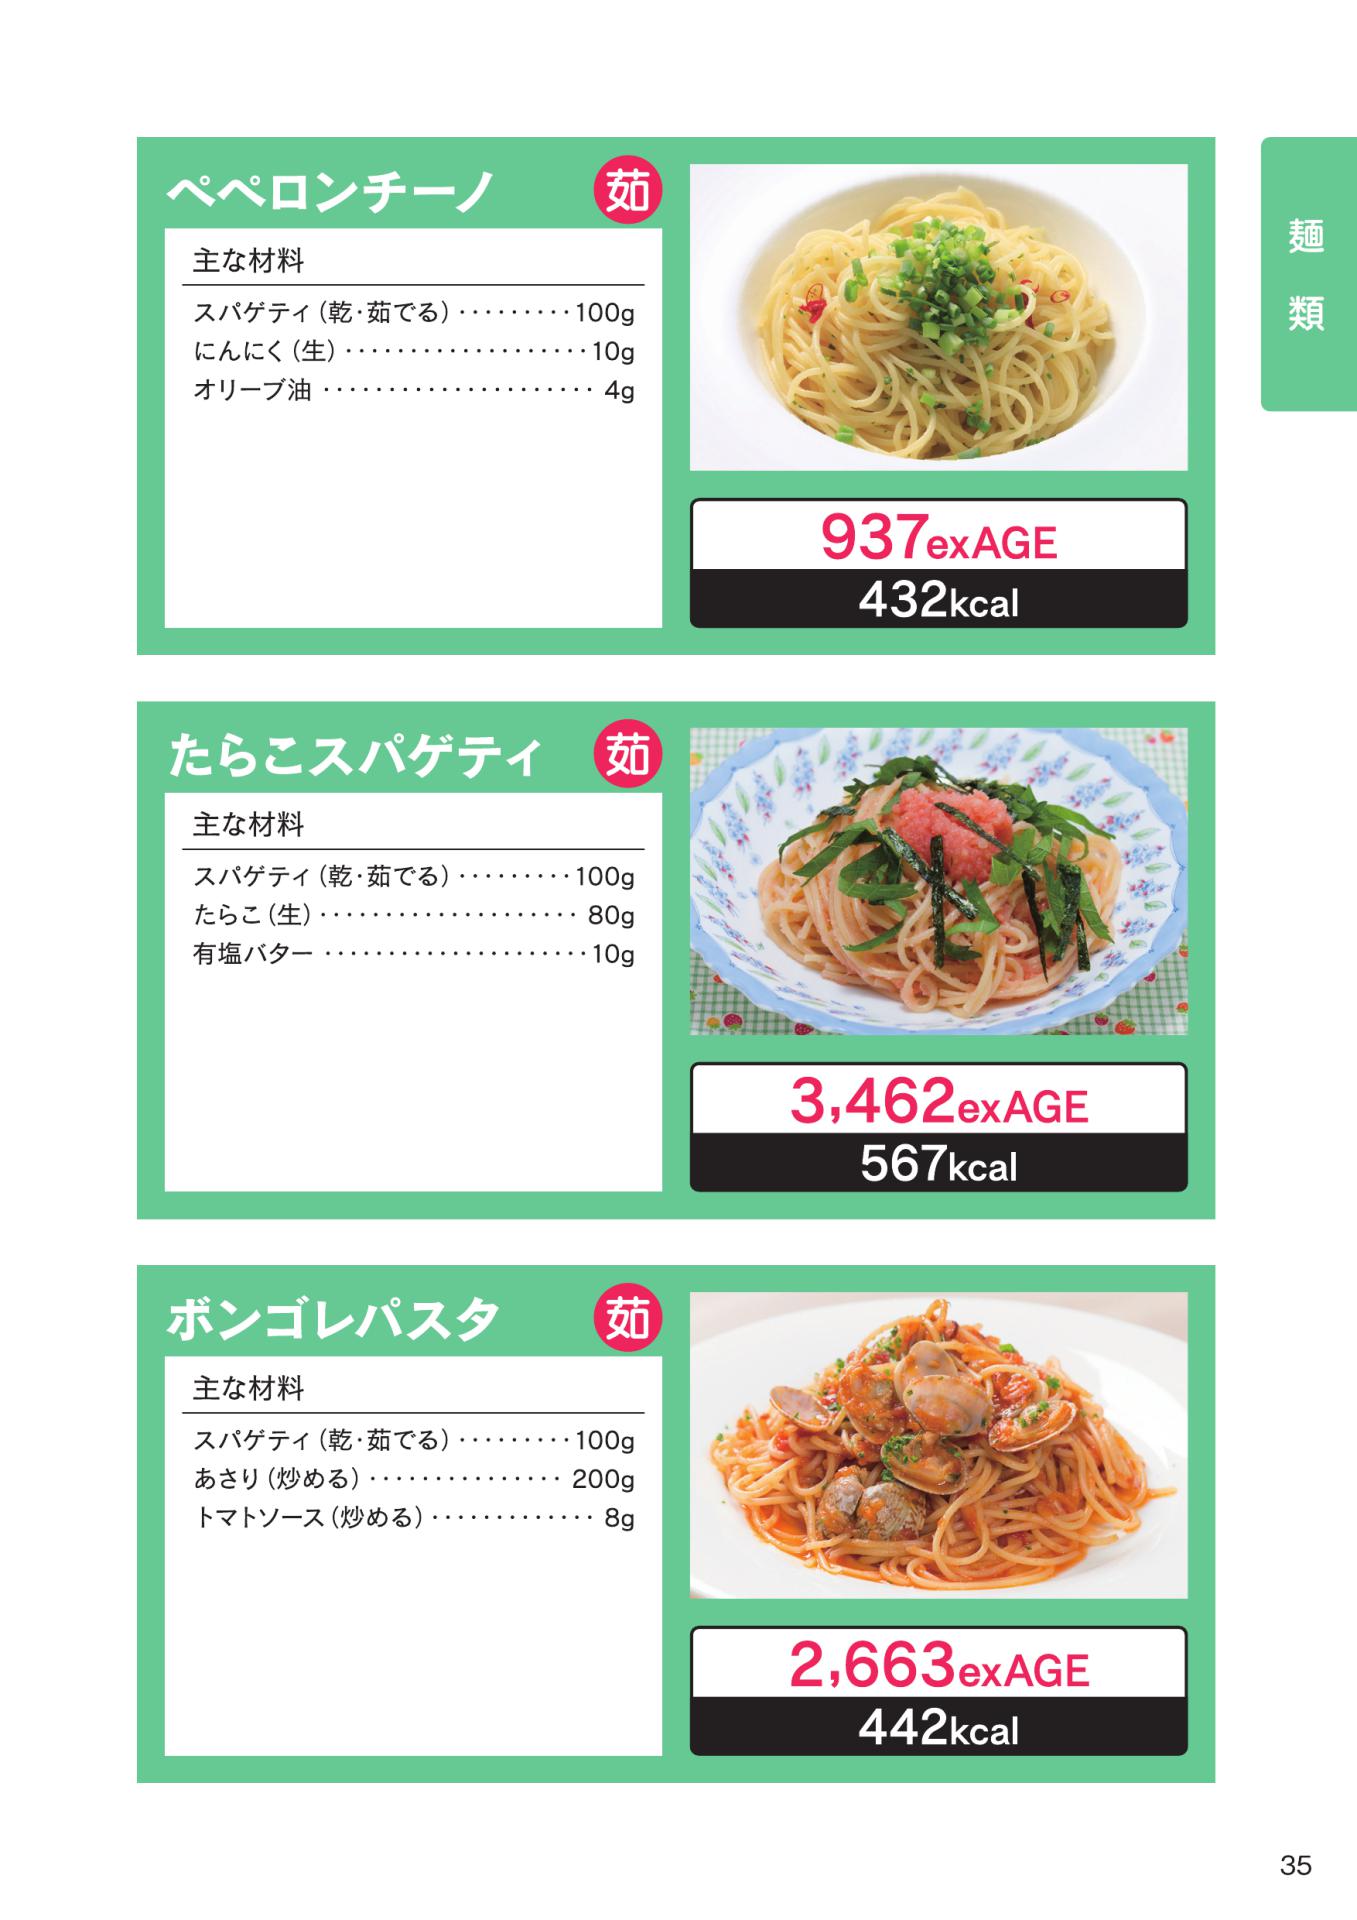 ペペロンチーノ 茹
主な材料
スパゲティ（乾・茹でる）·········100g
にんにく（生）···················10g
オリーブ油 ····················· 4g
937exAGE
432kcal
麺類
たらこスパゲティ 茹
主な材料
スパゲティ（乾・茹でる）·········100g
たらこ（生）···················· 80g
有塩バター ·····················10g
3,462exAGE
567kcal
ボンゴレパスタ 茹
主な材料
スパゲティ（乾・茹でる）·········100g
あさり（炒める）··············· 200g
トマトソース（炒める）············· 8g
2,663exAGE
442kcal
35